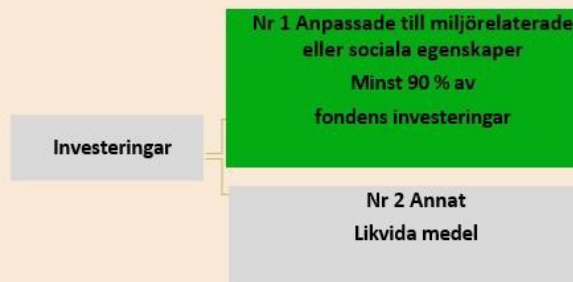 Nr 1 Anpassade till miljörelaterade
eller sociala egenskaper
Minst 90 % av
fondens investeringar
Investeringar
Nr 2 Annat
Likvida medel